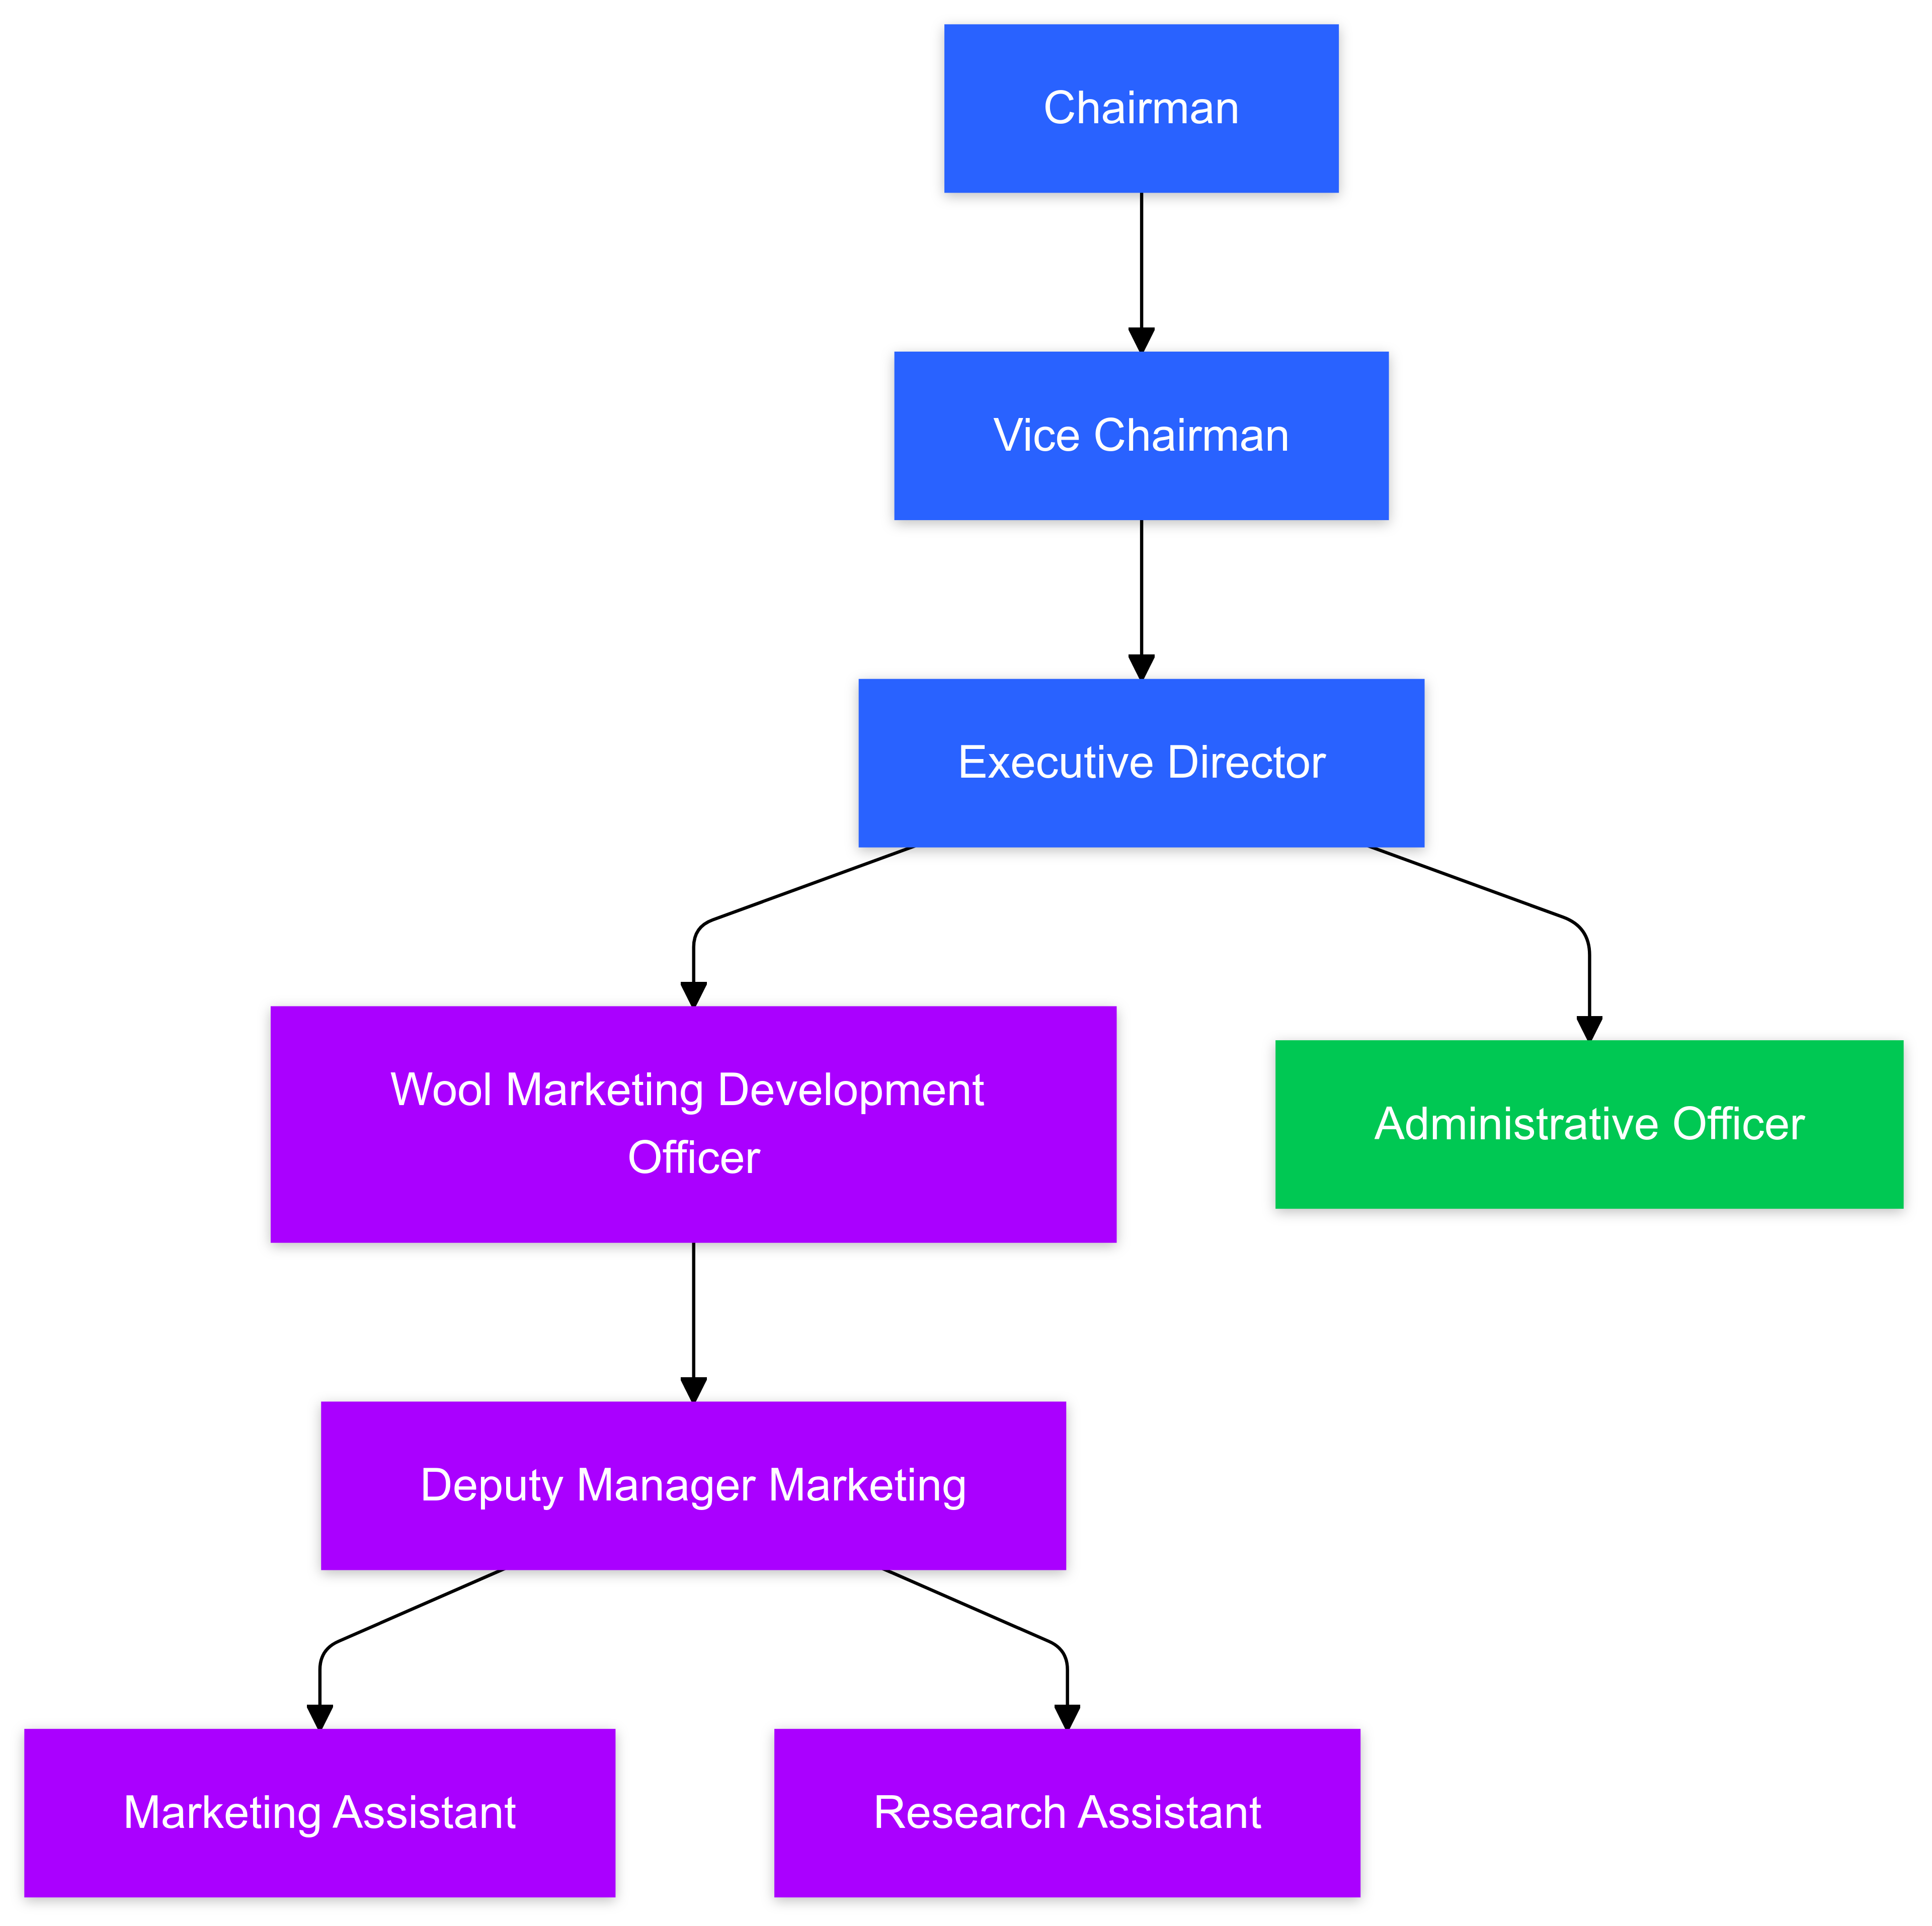 Chairman
Vice Chairman
Executive Director
Wool Marketing Development
Officer
Administrative Officer
Deputy Manager Marketing
Marketing Assistant
Research Assistant